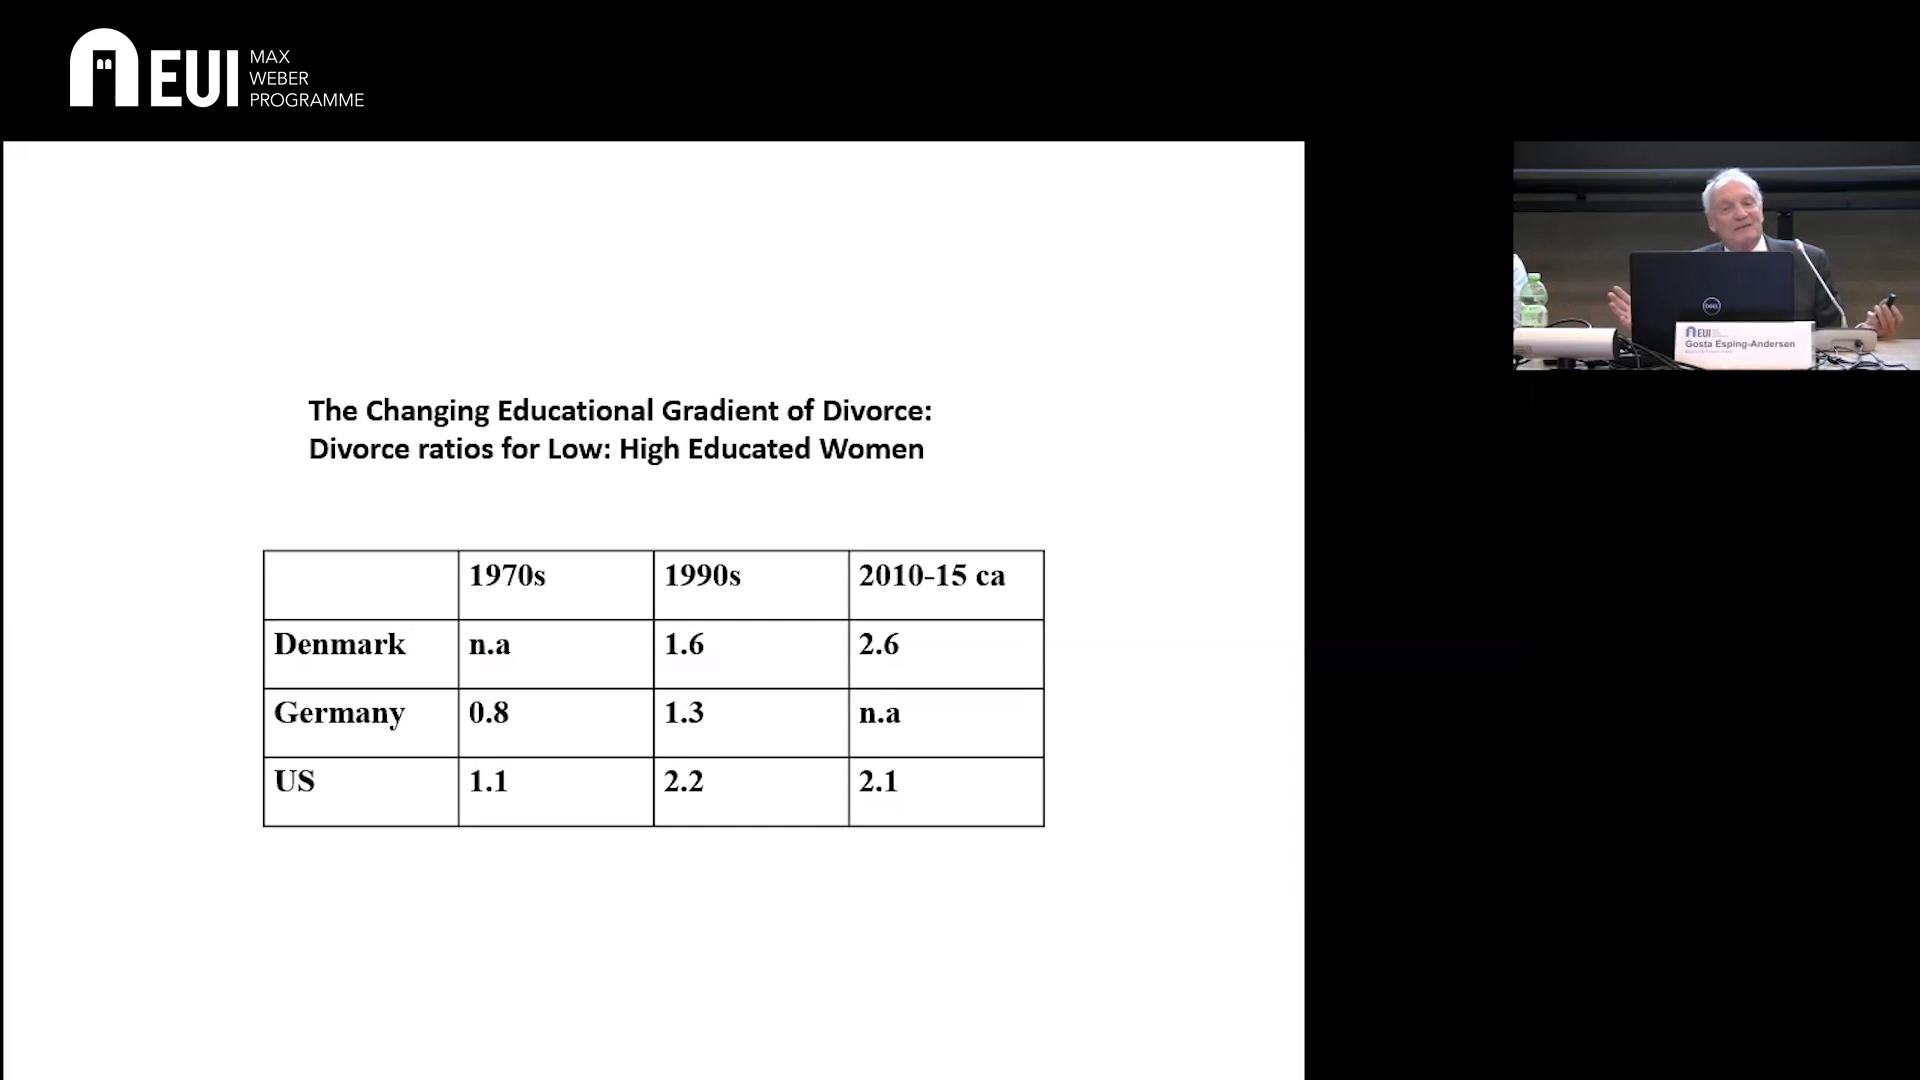 EUI
MAX
WEBER
PROGRAMME
The Changing Educational Gradient of Divorce:
Divorce ratios for Low: High Educated Women
1970s 1990s 2010-15 ca
Denmark n.a 1.6 2.6
Germany 0.8 1.3 n.a
US 1.1 2.2 2.1
DELL
EUI
Gosta Esping-Andersen